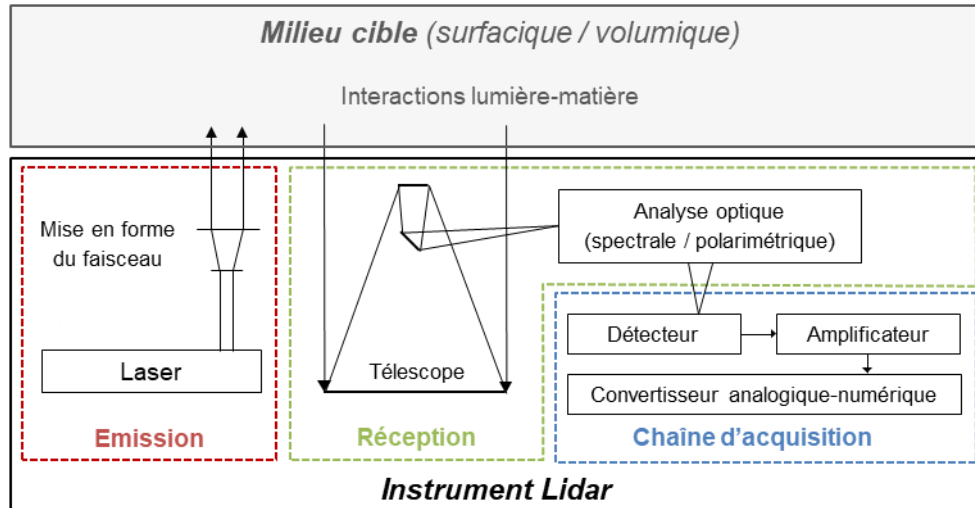 Milieu cible (surfacique / volumique)
Interactions lumière-matière
Mise en forme
du faisceau
Laser
Emission
Télescope
Réception
Analyse optique
(spectrale / polarimétrique)
Détecteur
Amplificateur
Convertisseur analogique-numérique
Chaîne d’acquisition
Instrument Lidar